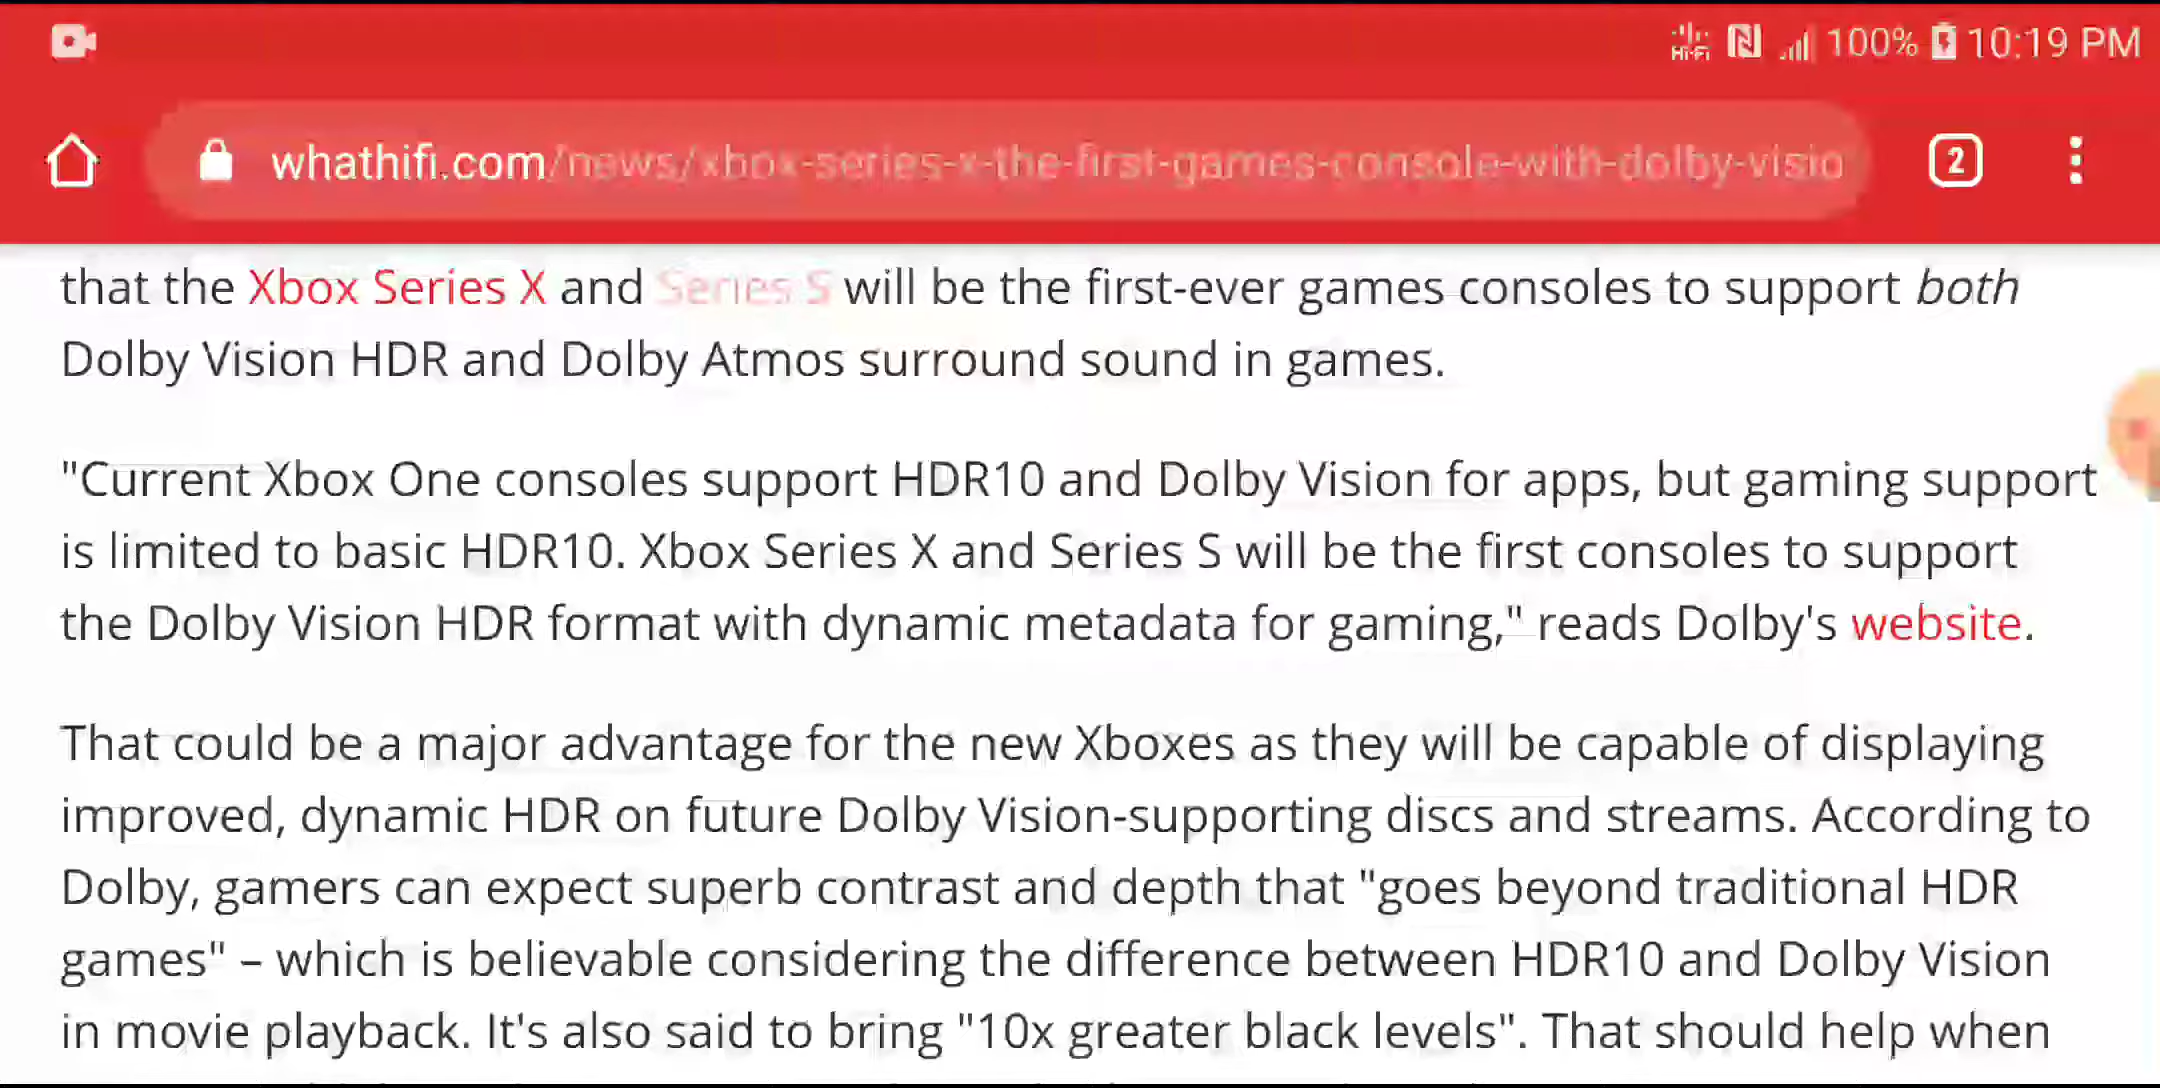 Hi-Fi 100% 10:19 PM
whathifi.com/news/xbox-series-x-the-first-games-console-with-dolby-visio 2
that the Xbox Series X and Series S will be the first-ever games consoles to support both
Dolby Vision HDR and Dolby Atmos surround sound in games.
"Current Xbox One consoles support HDR10 and Dolby Vision for apps, but gaming support
is limited to basic HDR10. Xbox Series X and Series S will be the first consoles to support
the Dolby Vision HDR format with dynamic metadata for gaming," reads Dolby's website.
That could be a major advantage for the new Xboxes as they will be capable of displaying
improved, dynamic HDR on future Dolby Vision-supporting discs and streams. According to
Dolby, gamers can expect superb contrast and depth that "goes beyond traditional HDR
games" – which is believable considering the difference between HDR10 and Dolby Vision
in movie playback. It's also said to bring "10x greater black levels". That should help when